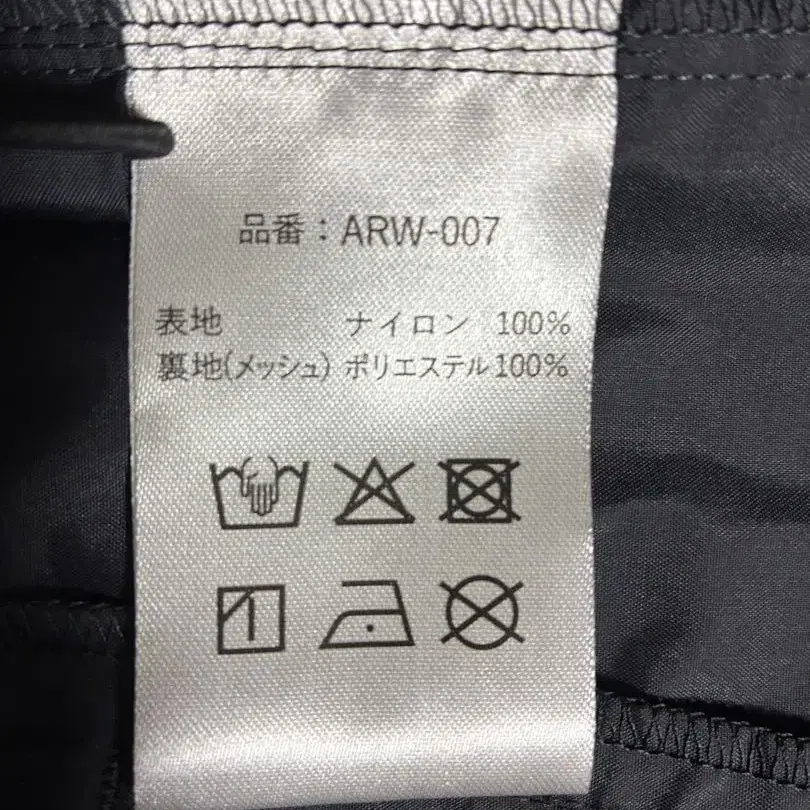 品番：ARW-007
表地 ナイロン 100%
裏地(メッシュ) ポリエステル100%